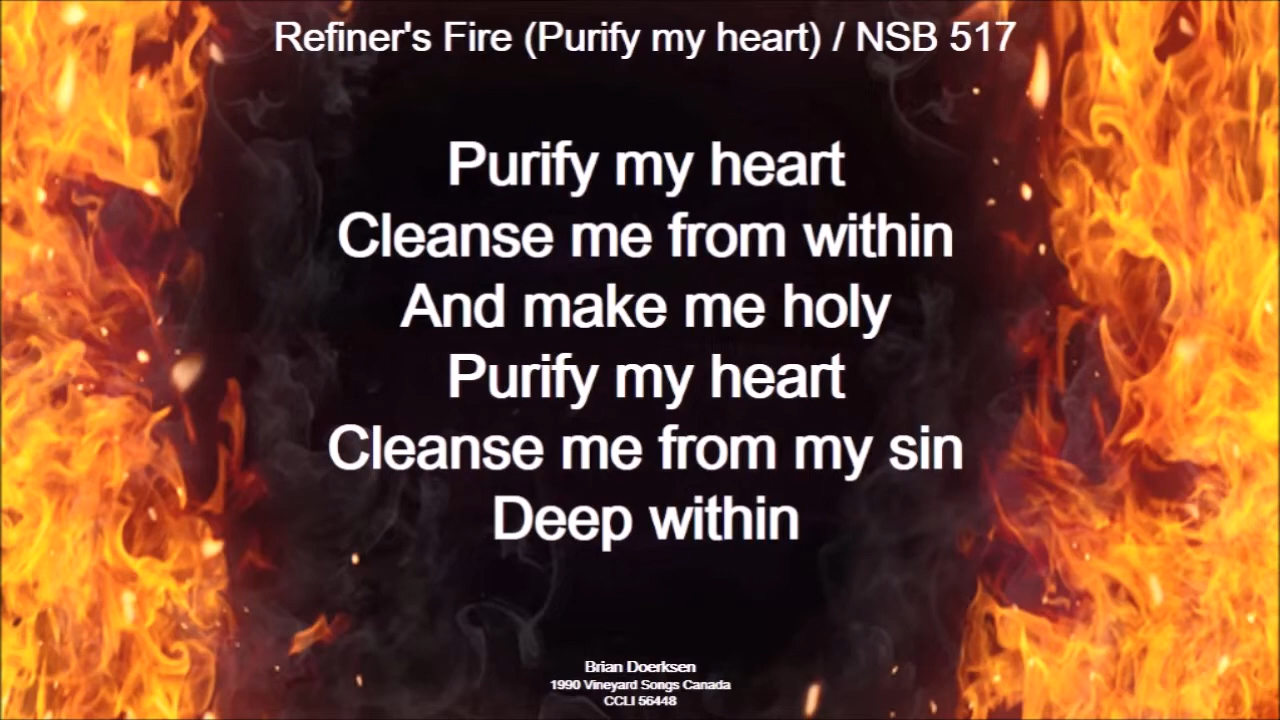 Refiner's Fire (Purify my heart) / NSB 517
Purify my heart
Cleanse me from within
And make me holy
Purify my heart
Cleanse me from my sin
Deep within
Brian Doerksen
1990 Vineyard Songs Canada
CCLI 56448